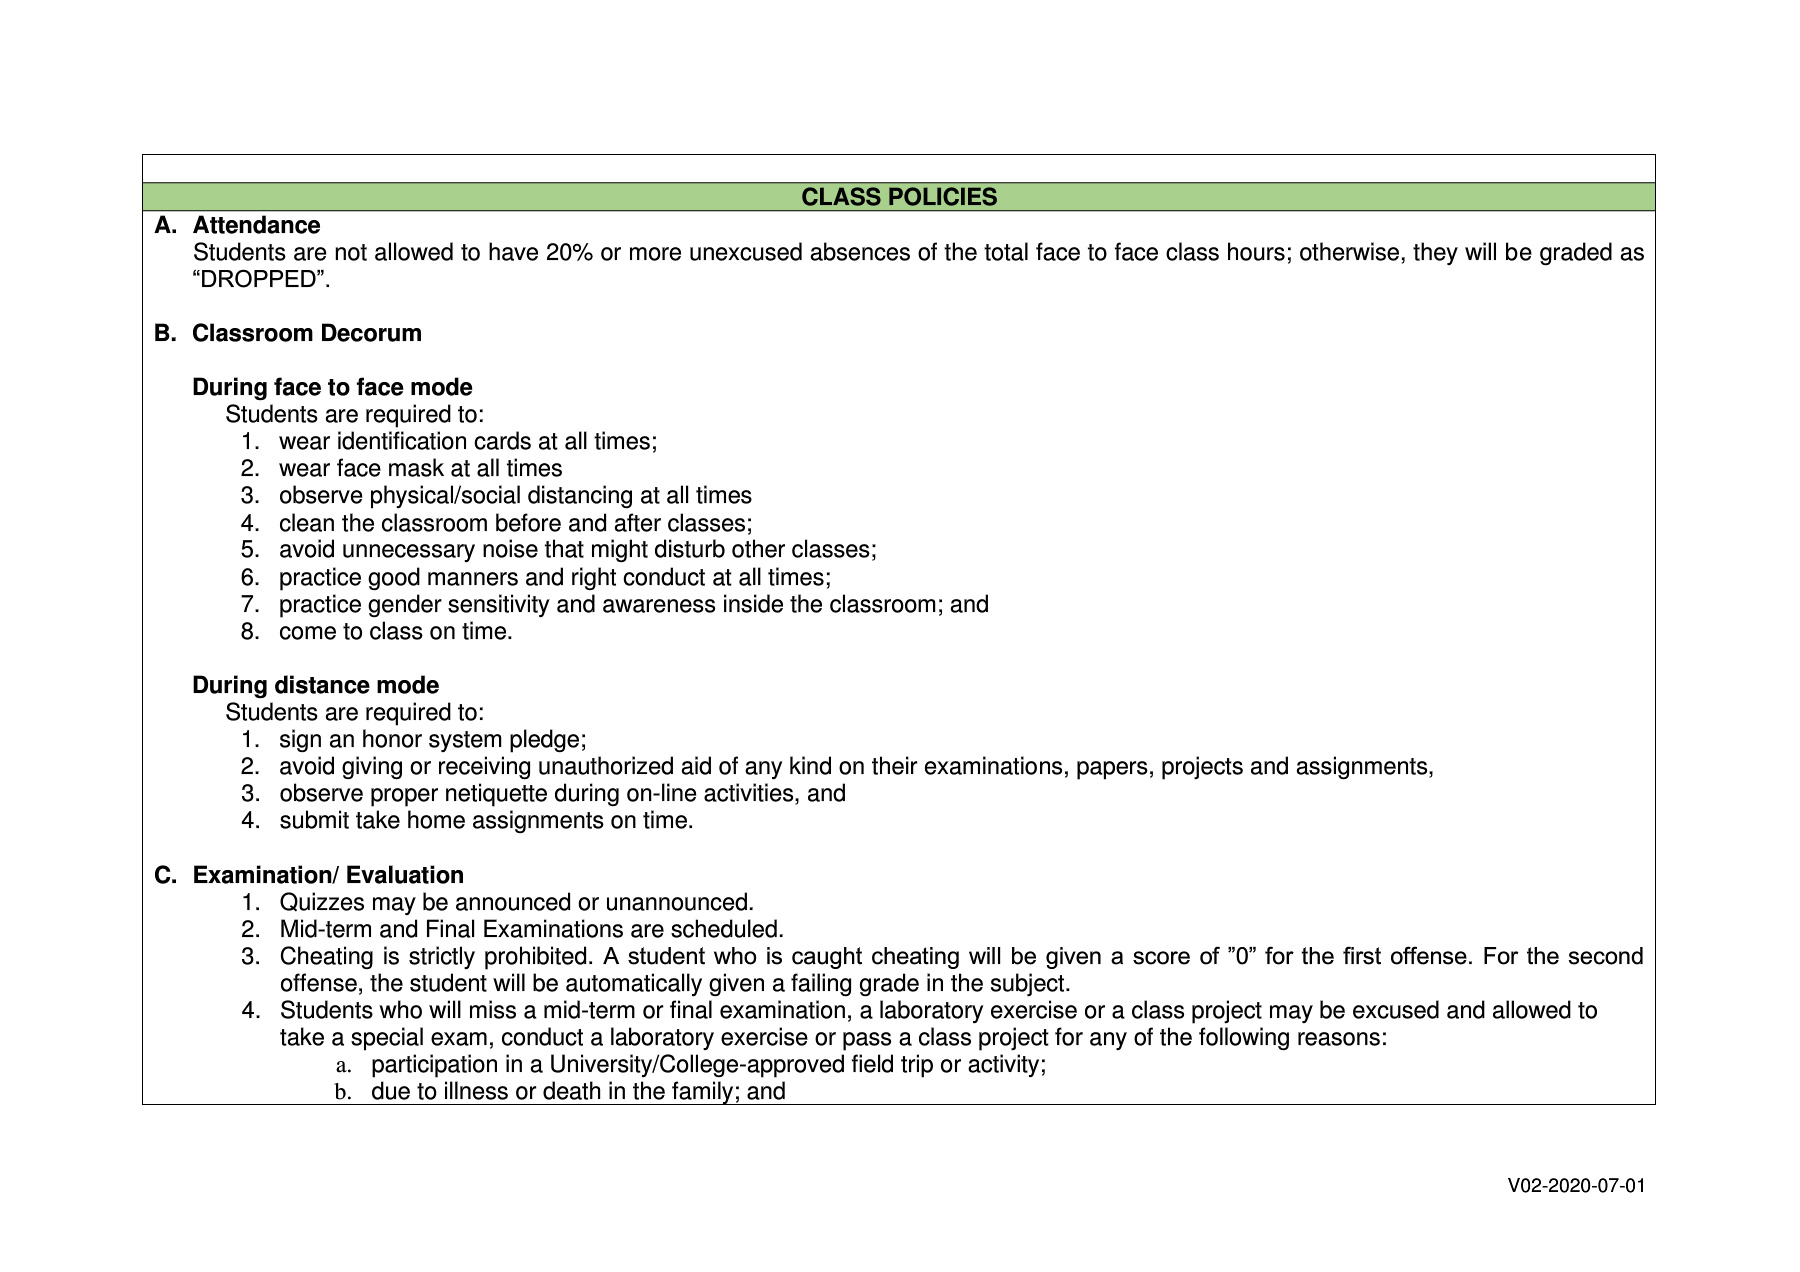 CLASS POLICIES
A. Attendance
Students are not allowed to have 20% or more unexcused absences of the total face to face class hours; otherwise, they will be graded as
“DROPPED”.
B. Classroom Decorum
During face to face mode
Students are required to:
1. wear identification cards at all times;
2. wear face mask at all times
3. observe physical/social distancing at all times
4. clean the classroom before and after classes;
5. avoid unnecessary noise that might disturb other classes;
6. practice good manners and right conduct at all times;
7. practice gender sensitivity and awareness inside the classroom; and
8. come to class on time.
During distance mode
Students are required to:
1. sign an honor system pledge;
2. avoid giving or receiving unauthorized aid of any kind on their examinations, papers, projects and assignments,
3. observe proper netiquette during on-line activities, and
4. submit take home assignments on time.
C. Examination/ Evaluation
1. Quizzes may be announced or unannounced.
2. Mid-term and Final Examinations are scheduled.
3. Cheating is strictly prohibited. A student who is caught cheating will be given a score of ”0” for the first offense. For the second
offense, the student will be automatically given a failing grade in the subject.
4. Students who will miss a mid-term or final examination, a laboratory exercise or a class project may be excused and allowed to
take a special exam, conduct a laboratory exercise or pass a class project for any of the following reasons:
a. participation in a University/College-approved field trip or activity;
b. due to illness or death in the family; and
V02-2020-07-01